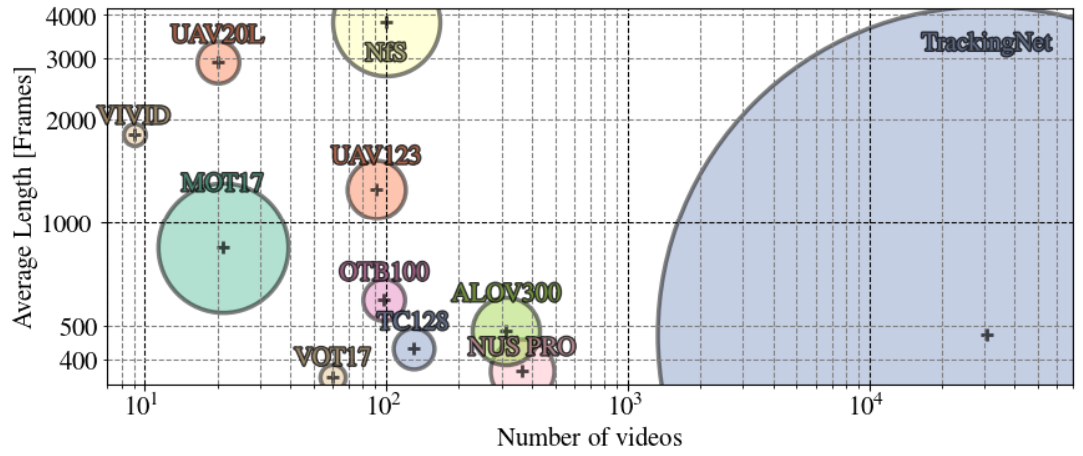 4000
3000
2000
1000
500
400
Average Length [Frames]
UAV20L
NfS
TrackingNet
VIVID
UAV123
MOT17
OTB100
ALOV300
TC128
NUS PRO
VOT17
10¹
10²
10³
10⁴
Number of videos